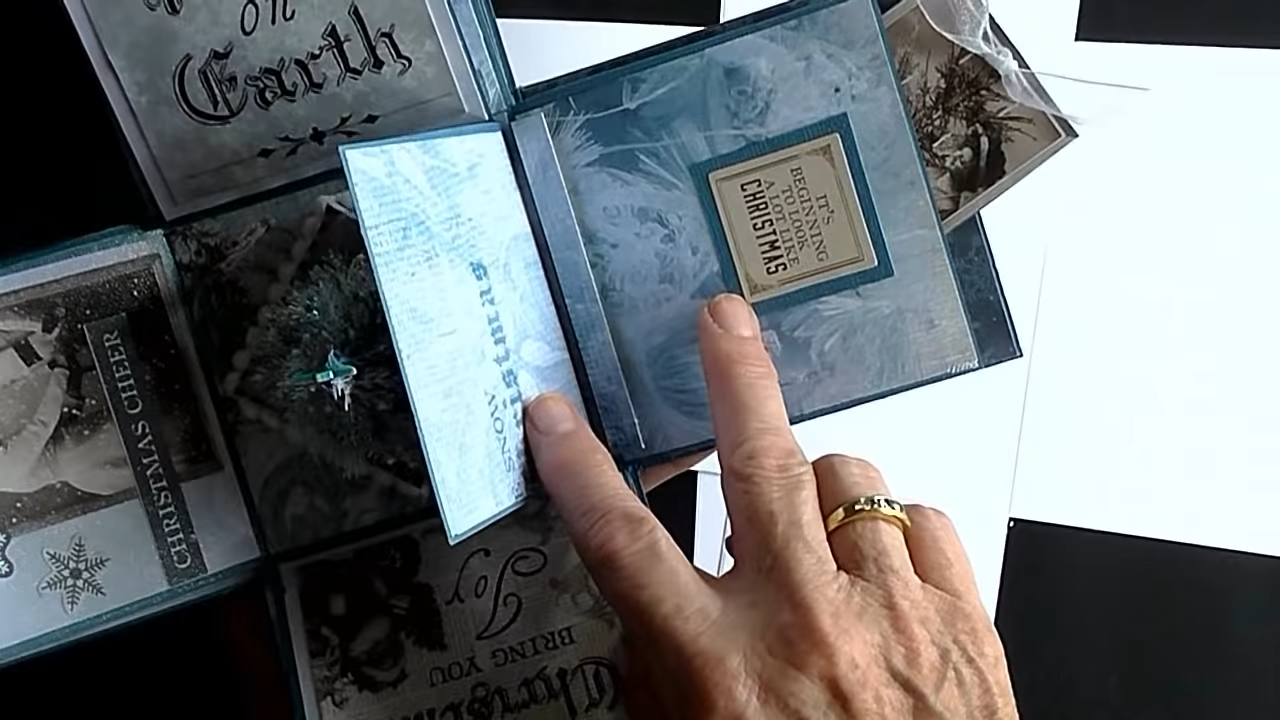 on
Earth
IT'S
BEGINNING
TO LOOK
A LOT LIKE
CHRISTMAS
SNOW
CHRISTMAS CHEER
Joy
BRING YOU